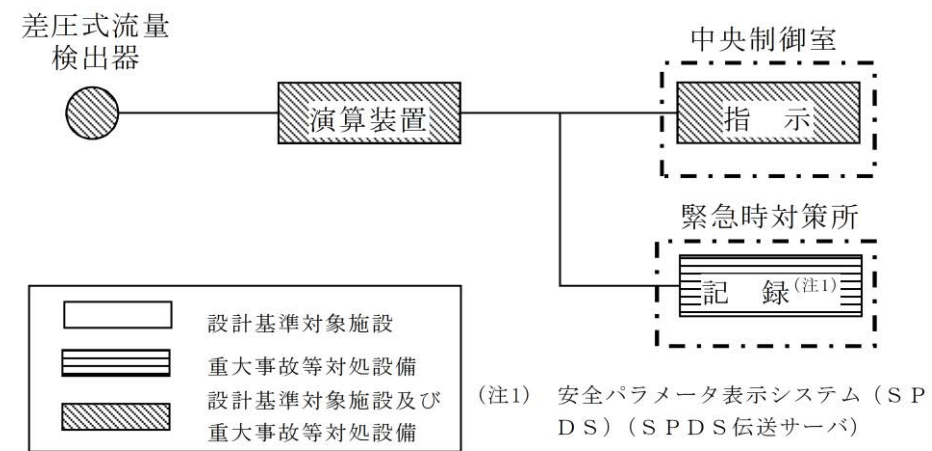 差圧式流量
検出器
演算装置
中央制御室
指 示
緊急時対策所
記 録(注1)
設計基準対象施設
重大事故等対処設備
設計基準対象施設及び
重大事故等対処設備
(注1) 安全パラメータ表示システム(SP
DS)(SPDS伝送サーバ)